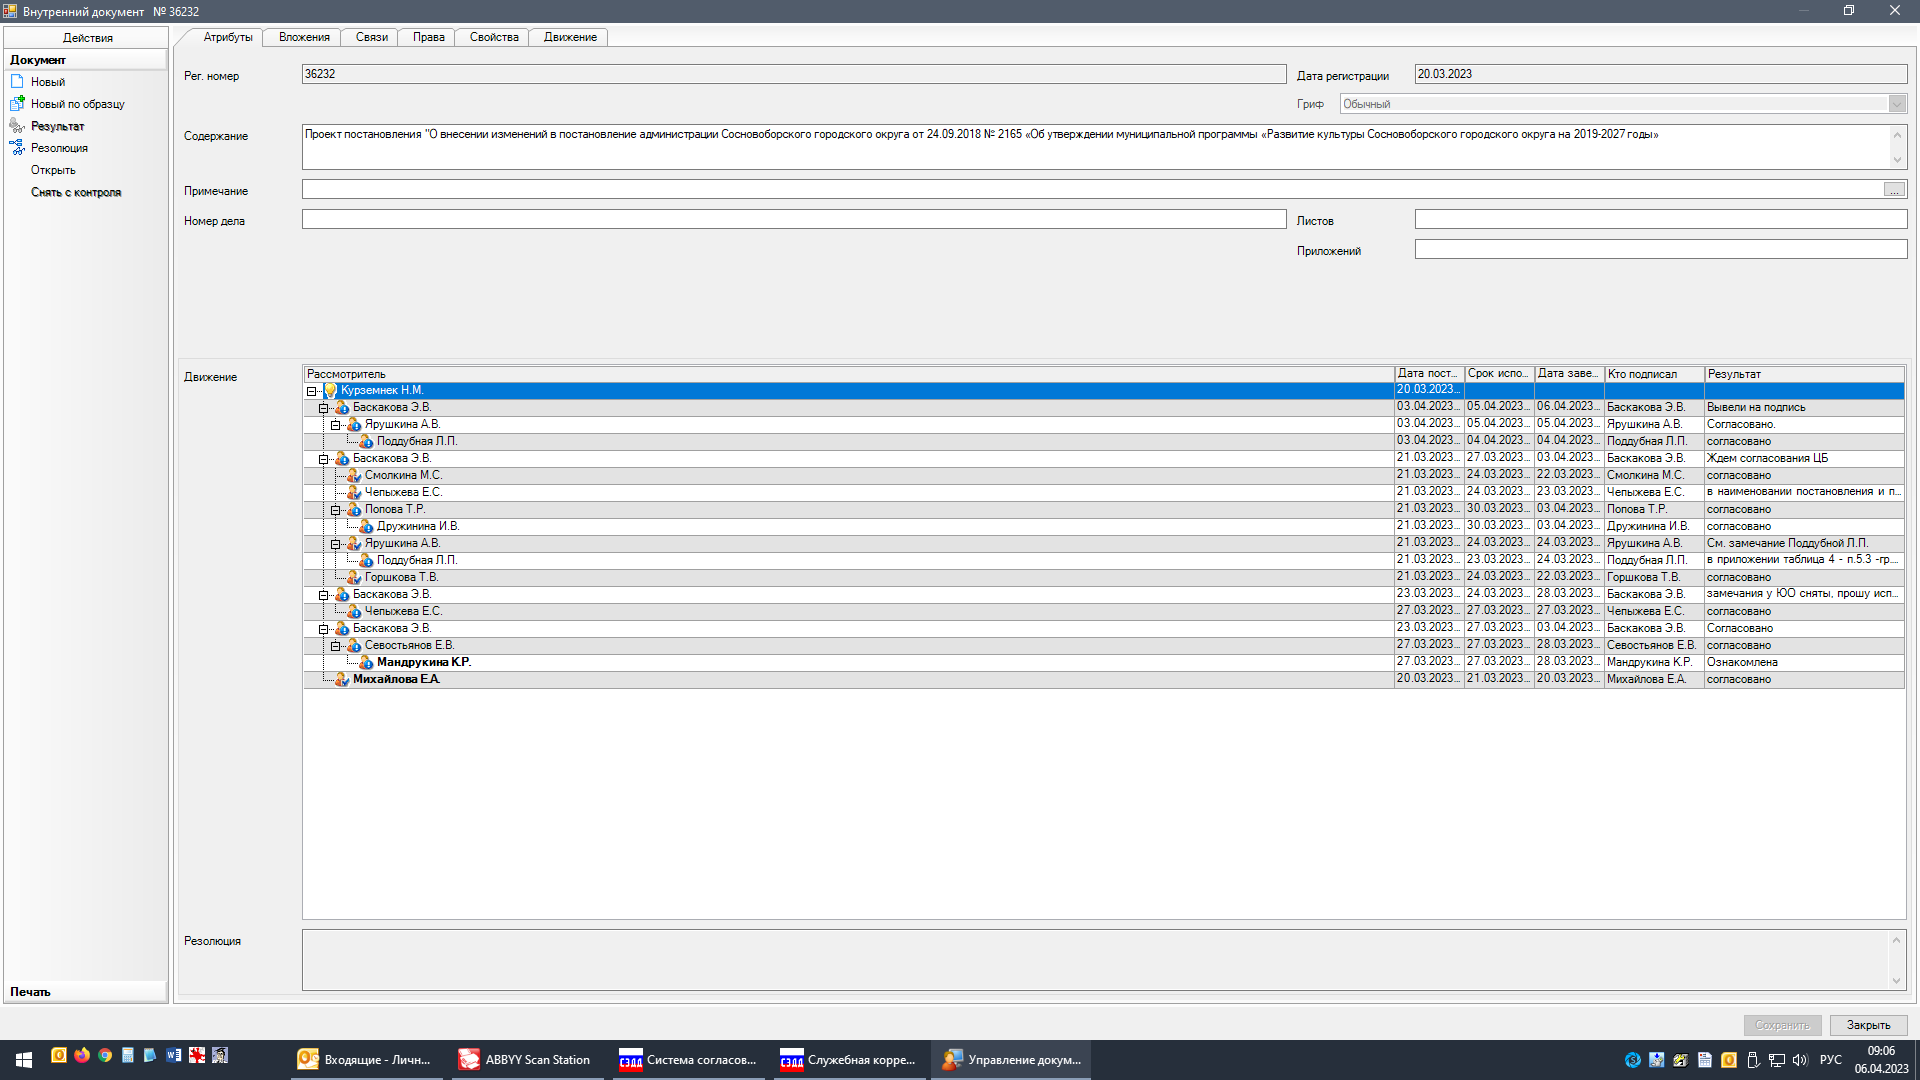 Внутренний документ № 36232
Действия
Документ
Новый
Новый по образцу
Результат
Резолюция
Открыть
Снять с контроля
Печать
Атрибуты Вложения Связи Права Свойства Движение
Рег. номер 36232 Дата регистрации 20.03.2023
Гриф Обычный
Содержание Проект постановления "О внесении изменений в постановление администрации Сосновоборского городского округа от 24.09.2018 № 2165 «Об утверждении муниципальной программы «Развитие культуры Сосновоборского городского округа на 2019-2027 годы»
Примечание ...
Номер дела Листов
Приложений
Движение
Рассмотритель Дата пост... Срок испо... Дата заве... Кто подписал Результат
Курземнек Н.М. 20.03.2023...
Баскакова Э.В. 03.04.2023... 05.04.2023... 06.04.2023... Баскакова Э.В. Вывели на подпись
Ярушкина А.В. 03.04.2023... 05.04.2023... 05.04.2023... Ярушкина А.В. Согласовано.
Поддубная Л.П. 03.04.2023... 04.04.2023... 04.04.2023... Поддубная Л.П. согласовано
Баскакова Э.В. 21.03.2023... 27.03.2023... 03.04.2023... Баскакова Э.В. Ждем согласования ЦБ
Смолкина М.С. 21.03.2023... 24.03.2023... 22.03.2023... Смолкина М.С. согласовано
Чепыжева Е.С. 21.03.2023... 24.03.2023... 23.03.2023... Чепыжева Е.С. в наименовании постановления и п...
Попова Т.Р. 21.03.2023... 30.03.2023... 03.04.2023... Попова Т.Р. согласовано
Дружинина И.В. 21.03.2023... 30.03.2023... 03.04.2023... Дружинина И.В. согласовано
Ярушкина А.В. 21.03.2023... 24.03.2023... 24.03.2023... Ярушкина А.В. См. замечание Поддубной Л.П.
Поддубная Л.П. 21.03.2023... 23.03.2023... 24.03.2023... Поддубная Л.П. в приложении таблица 4 - п.5.3 -гр....
Горшкова Т.В. 21.03.2023... 24.03.2023... 22.03.2023... Горшкова Т.В. согласовано
Баскакова Э.В. 23.03.2023... 24.03.2023... 28.03.2023... Баскакова Э.В. замечания у ЮО сняты, прошу исп...
Чепыжева Е.С. 27.03.2023... 27.03.2023... 27.03.2023... Чепыжева Е.С. согласовано
Баскакова Э.В. 23.03.2023... 27.03.2023... 03.04.2023... Баскакова Э.В. Согласовано
Севостьянов Е.В. 27.03.2023... 27.03.2023... 28.03.2023... Севостьянов Е.В. согласовано
Мандрукина К.Р. 27.03.2023... 27.03.2023... 28.03.2023... Мандрукина К.Р. Ознакомлена
Михайлова Е.А. 20.03.2023... 21.03.2023... 20.03.2023... Михайлова Е.А. согласовано
Резолюция
Сохранить Закрыть
Входящие - Личн... ABBYY Scan Station СЭДД Система согласов... СЭДД Служебная корре... Управление докум... РУС 09:06
06.04.2023